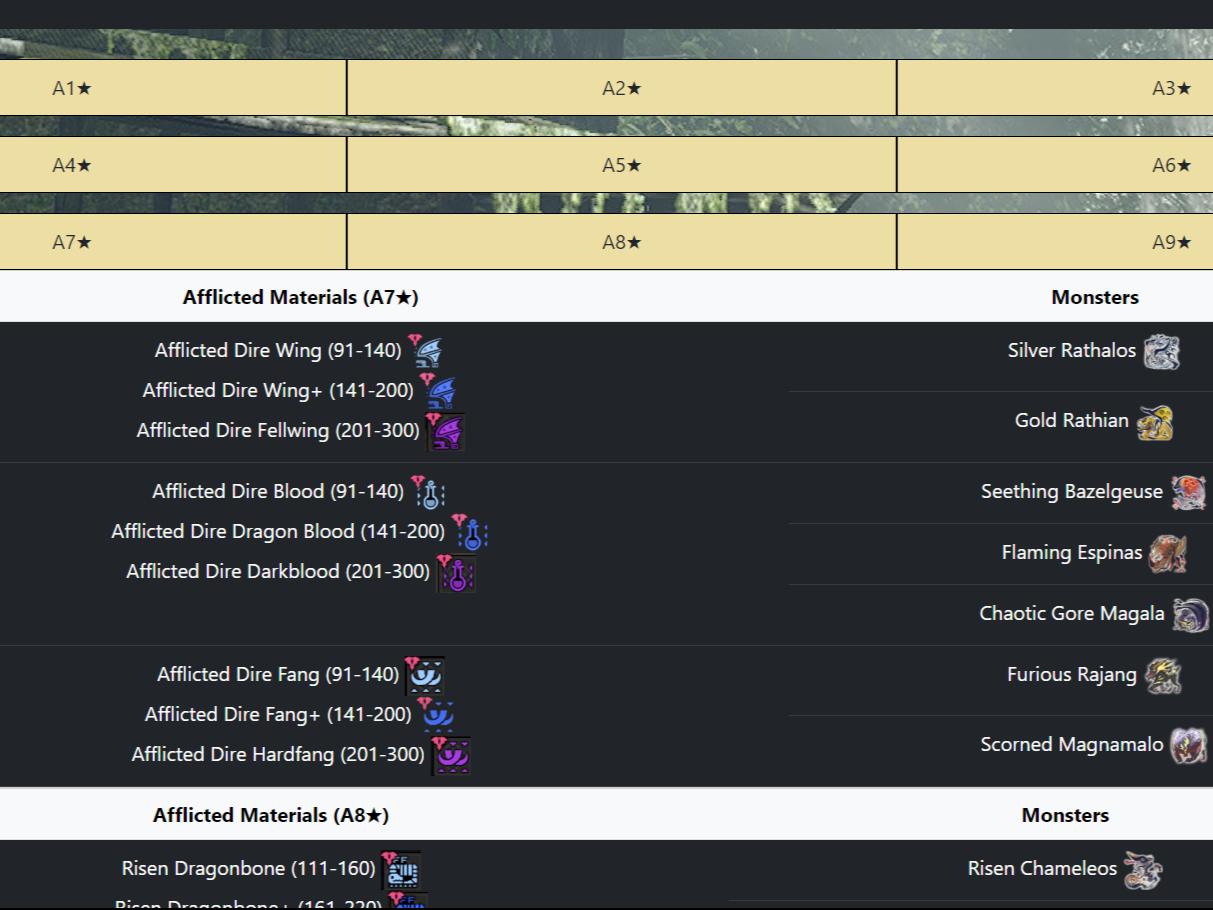 A1★ A2★ A3★
A4★ A5★ A6★
A7★ A8★ A9★
Afflicted Materials (A7★) Monsters
Afflicted Dire Wing (91-140)
Afflicted Dire Wing+ (141-200)
Afflicted Dire Fellwing (201-300)
Silver Rathalos
Gold Rathian
Afflicted Dire Blood (91-140)
Afflicted Dire Dragon Blood (141-200)
Afflicted Dire Darkblood (201-300)
Seething Bazelgeuse
Flaming Espinas
Chaotic Gore Magala
Afflicted Dire Fang (91-140)
Afflicted Dire Fang+ (141-200)
Afflicted Dire Hardfang (201-300)
Furious Rajang
Scorned Magnamalo
Afflicted Materials (A8★) Monsters
Risen Dragonbone (111-160)
Risen Dragonbone+ (161-220)
Risen Chameleos